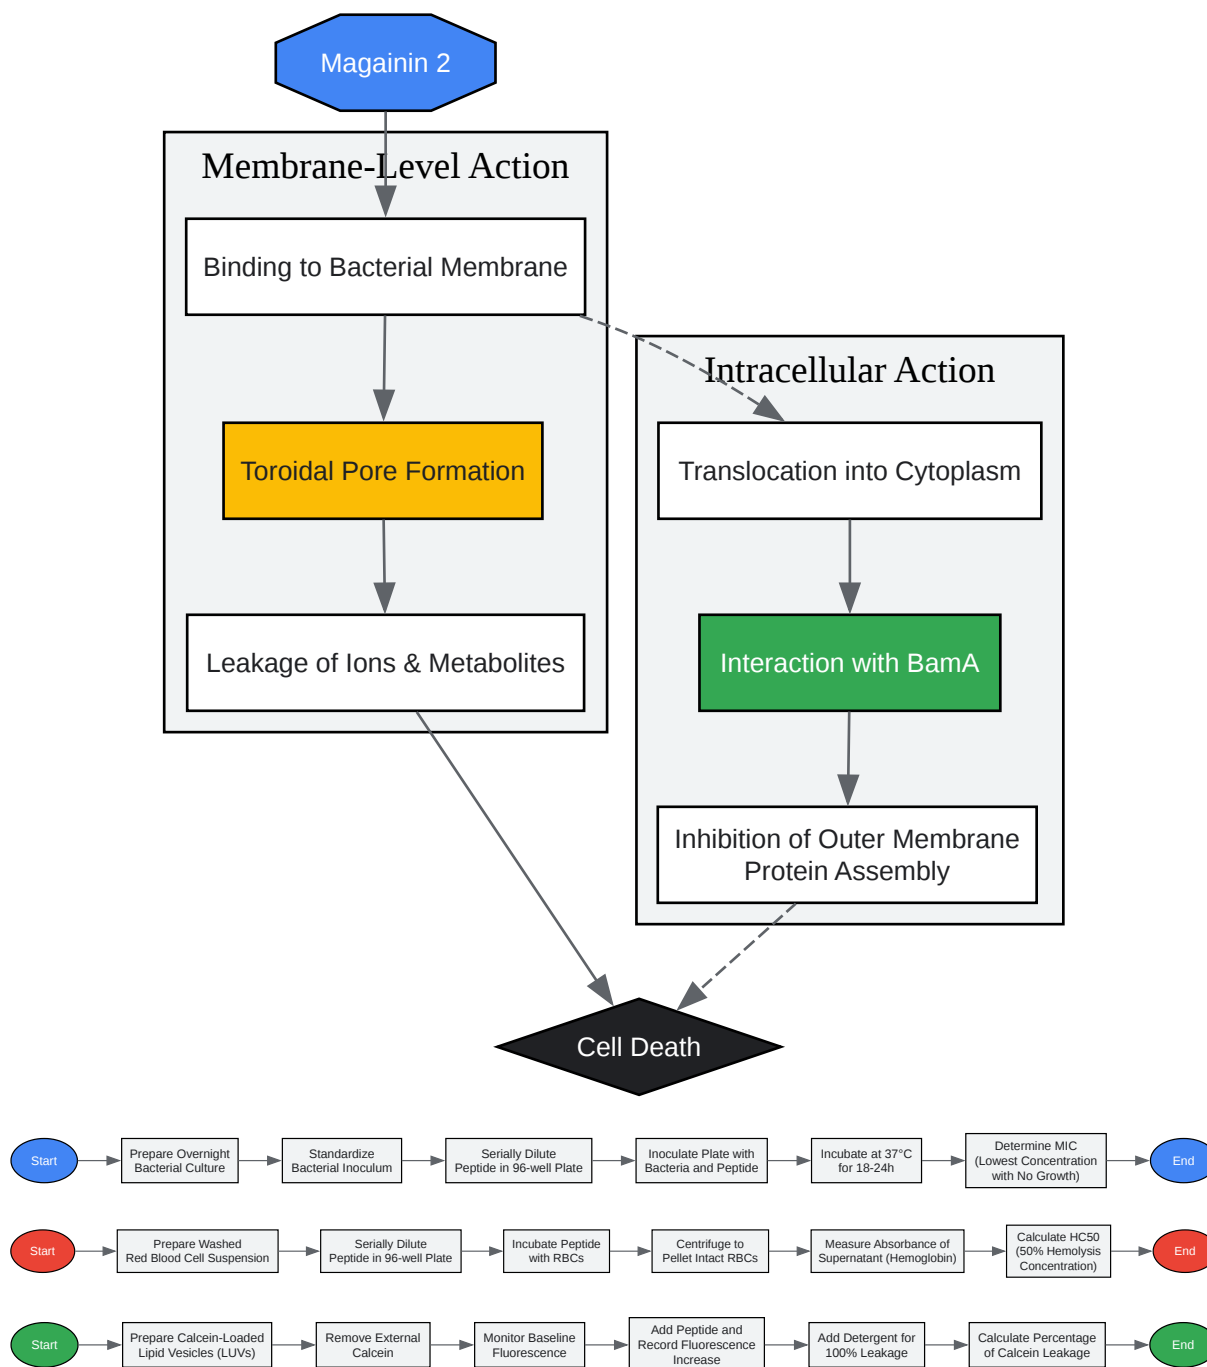 Magainin 2
Membrane-Level Action
Binding to Bacterial Membrane
Intracellular Action
Toroidal Pore Formation
Translocation into Cytoplasm
Leakage of Ions & Metabolites
Interaction with BamA
Inhibition of Outer Membrane
Protein Assembly
Cell Death
Start
Prepare Overnight
Bacterial Culture
Standardize
Bacterial Inoculum
Serially Dilute
Peptide in 96-well Plate
Inoculate Plate with
Bacteria and Peptide
Incubate at 37°C
for 18-24h
Determine MIC
(Lowest Concentration
with No Growth)
End
Start
Prepare Washed
Red Blood Cell Suspension
Serially Dilute
Peptide in 96-well Plate
Incubate Peptide
with RBCs
Centrifuge to
Pellet Intact RBCs
Measure Absorbance of
Supernatant (Hemoglobin)
Calculate HC50
(50% Hemolysis
Concentration)
End
Start
Prepare Calcein-Loaded
Lipid Vesicles (LUVs)
Remove External
Calcein
Monitor Baseline
Fluorescence
Add Peptide and
Record Fluorescence
Increase
Add Detergent for
100% Leakage
Calculate Percentage
of Calcein Leakage
End